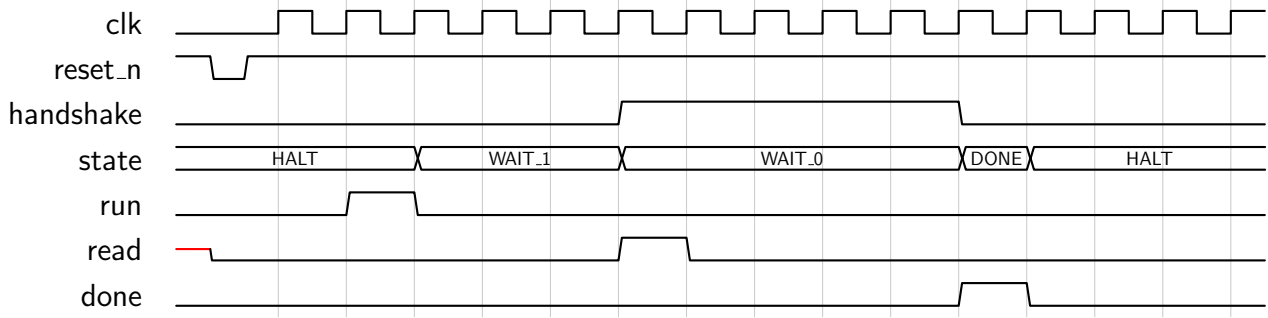 clk
reset_n
handshake
state HALT WAIT_1 WAIT_0 DONE HALT
run
read
done